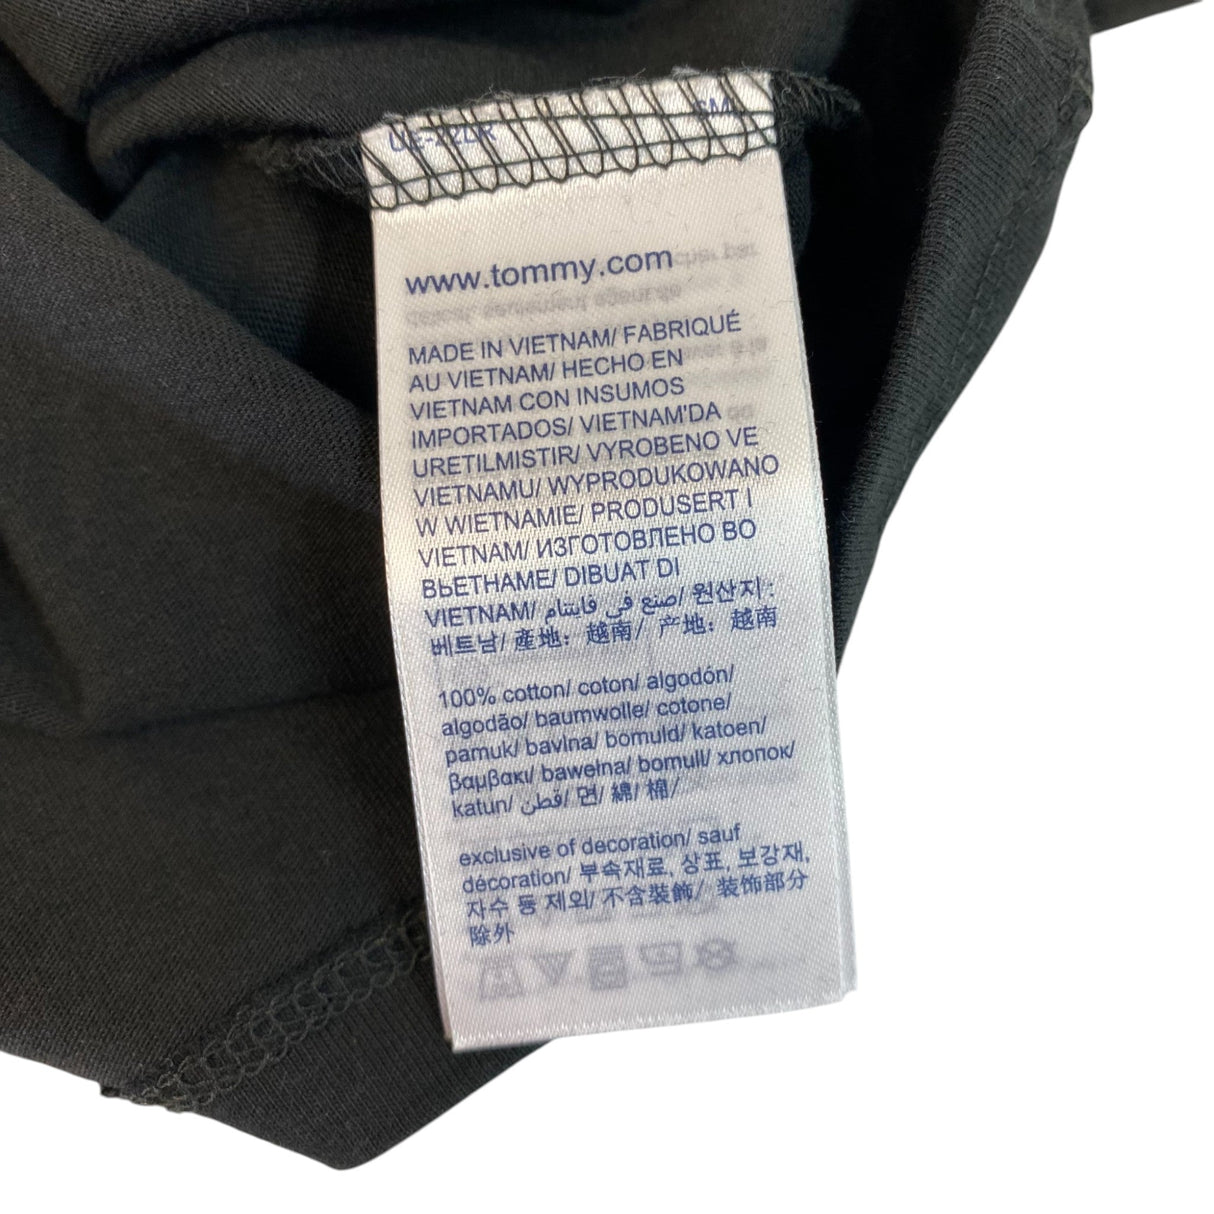 SM
www.tommy.com
MADE IN VIETNAM/ FABRIQUÉ
AU VIETNAM/ HECHO EN
VIETNAM CON INSUMOS
IMPORTADOS/ VIETNAM'DA
URETILMISTIR/ VYROBENO VE
VIETNAMU/ WYPRODUKOWANO
W WIETNAMIE/ PRODUSERT I
VIETNAM/ ИЗГОТОВЛЕНО ВО
ВЬЕТНАМЕ/ DIBUAT DI
VIETNAM/ صنع في فايتنام/ 원산지:
베트남/ 產地: 越南/ 产地: 越南
100% cotton/ coton/ algodón/
algodão/ baumwolle/ cotone/
pamuk/ bavlna/ bomuld/ katoen/
βαμβακι/ bawełna/ bomull/ хлопок/
katun/ قطن/ 면/ 綿/ 棉/
exclusive of decoration/ sauf
décoration/ 부속재료, 상표, 보강재,
자수 등 제외/ 不含裝飾/ 装饰部分
除外